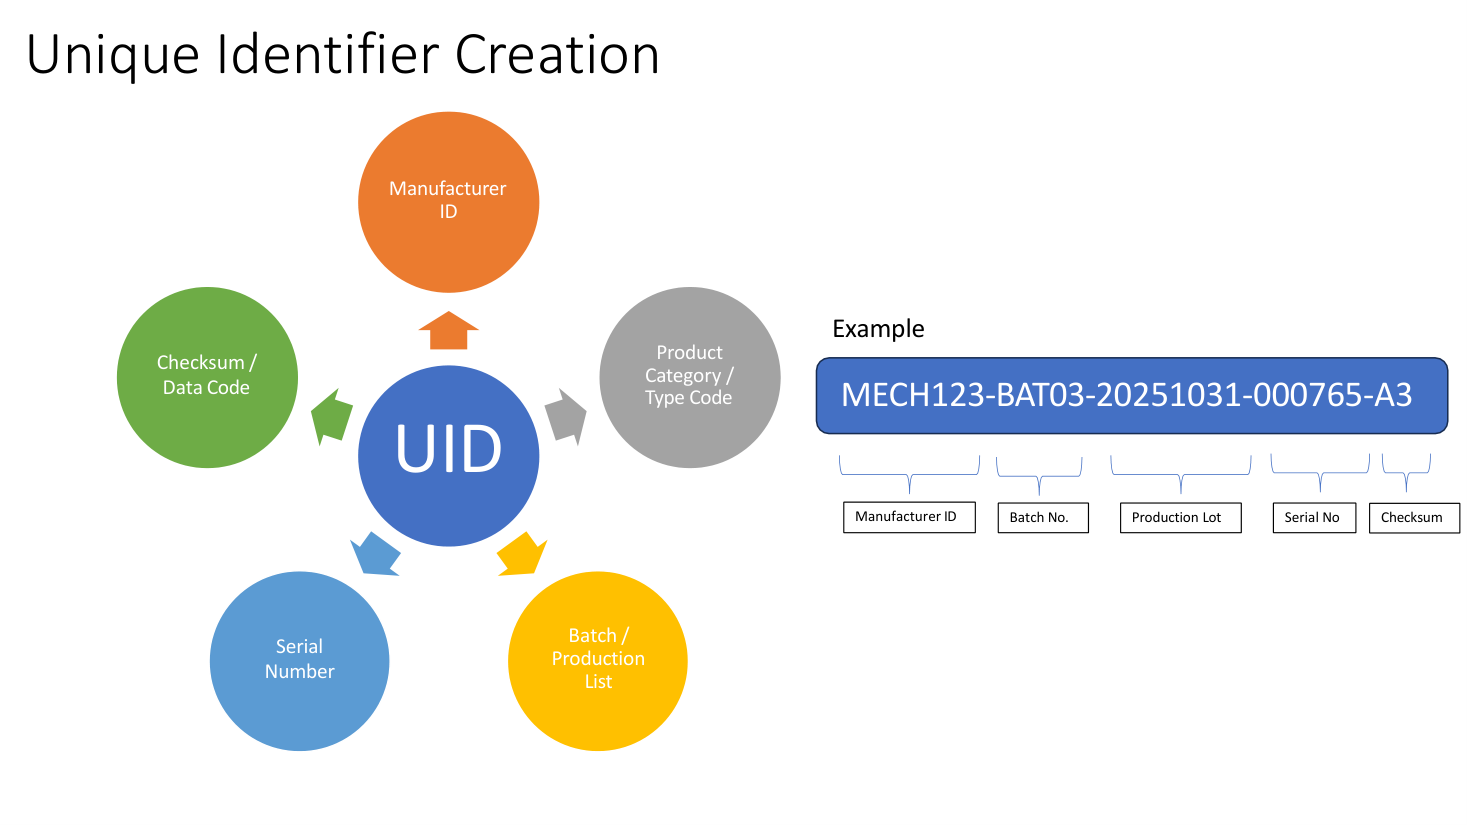 Unique Identifier Creation
Manufacturer
ID
Checksum /
Data Code
UID
Product
Category /
Type Code
Serial
Number
Batch /
Production
List
Example
MECH123-BAT03-20251031-000765-A3
Manufacturer ID
Batch No.
Production Lot
Serial No
Checksum